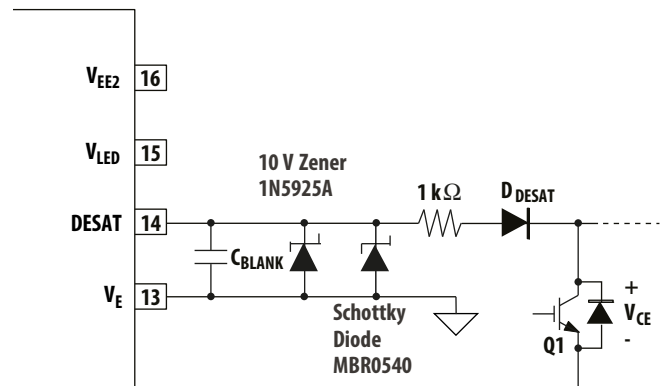 V_EE2 16
V_LED 15
10 V Zener
1N5925A
1 kΩ
D_DESAT
DESAT 14
C_BLANK
V_E 13
Schottky
Diode
MBR0540
+
V_CE
-
Q1